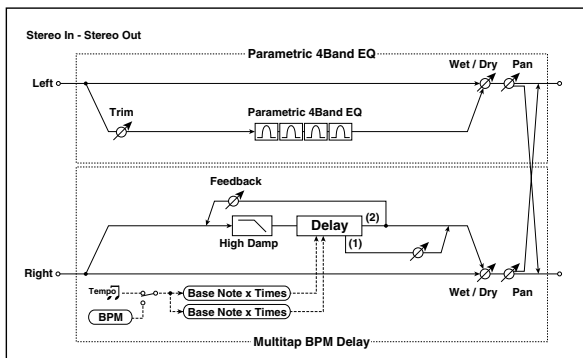 Stereo In - Stereo Out
Parametric 4Band EQ
Wet / Dry
Pan
Left
Trim
Parametric 4Band EQ
Feedback
High Damp
Delay
(2)
(1)
Right
Tempo
BPM
Base Note x Times
Base Note x Times
Wet / Dry
Pan
Multitap BPM Delay